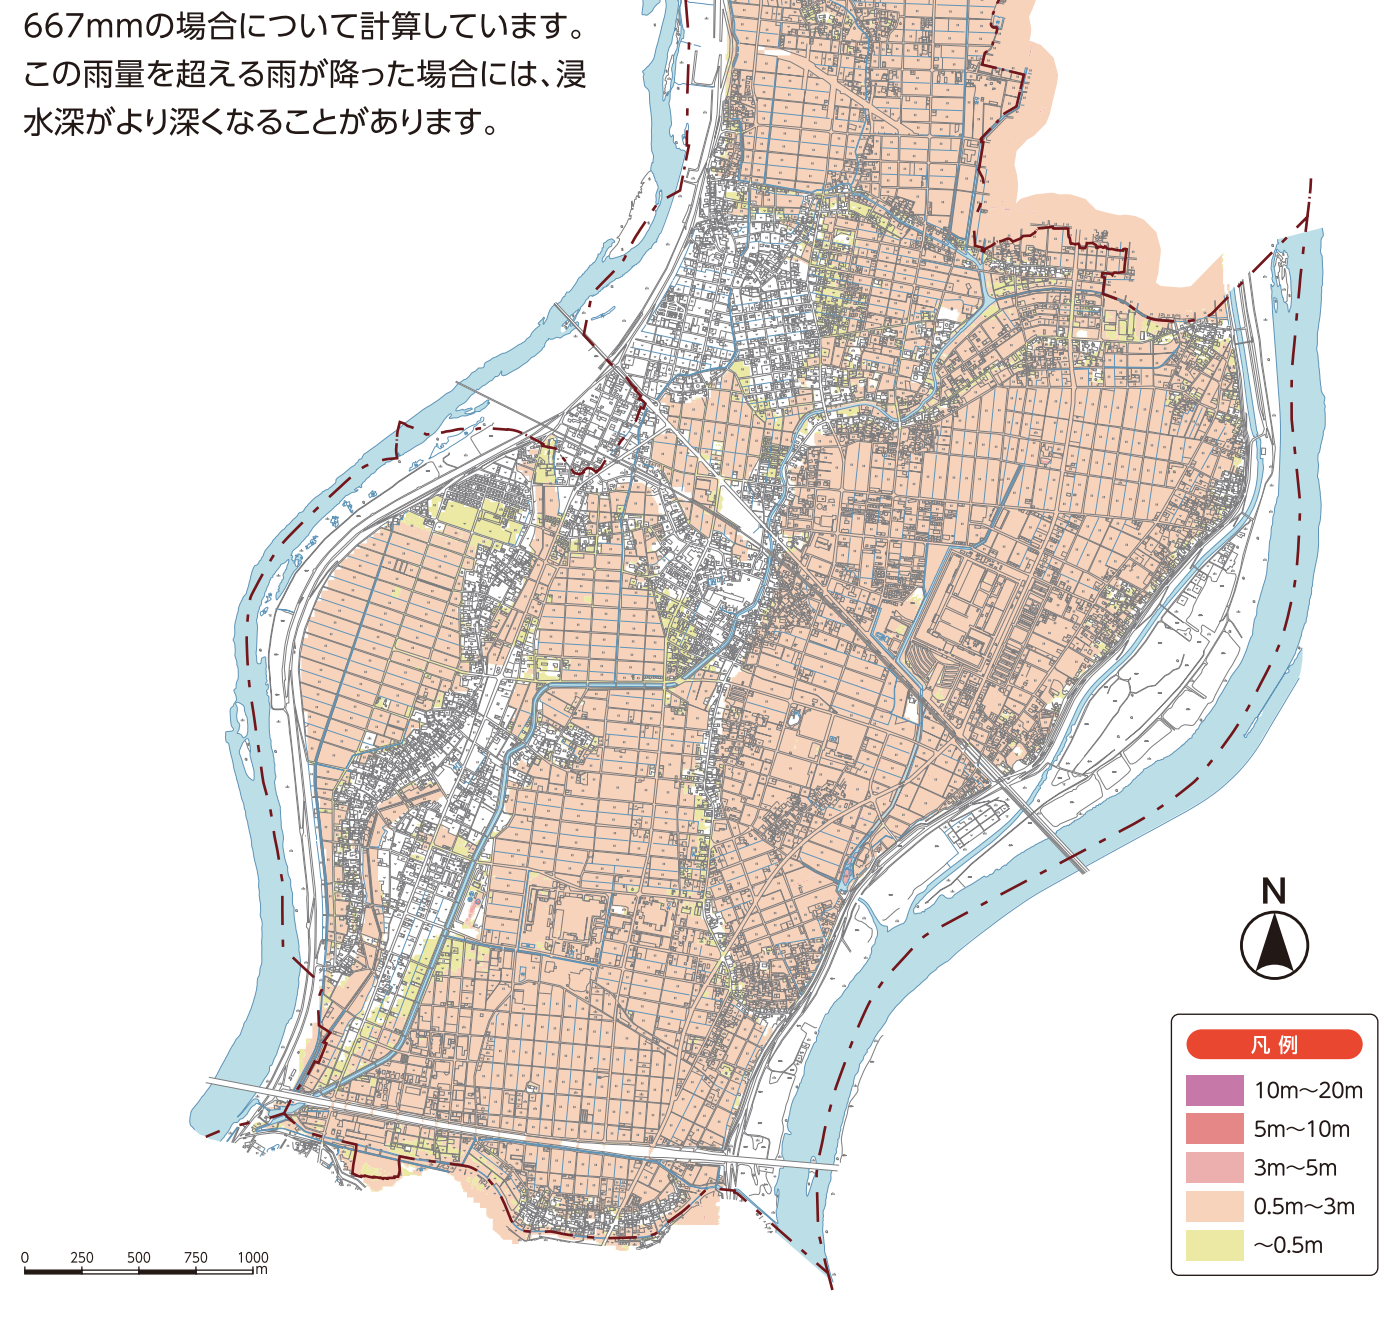 667mmの場合について計算しています。
この雨量を超える雨が降った場合には、浸
水深がより深くなることがあります。
N
凡 例
10m～20m
5m～10m
3m～5m
0.5m～3m
～0.5m
0 250 500 750 1000
m